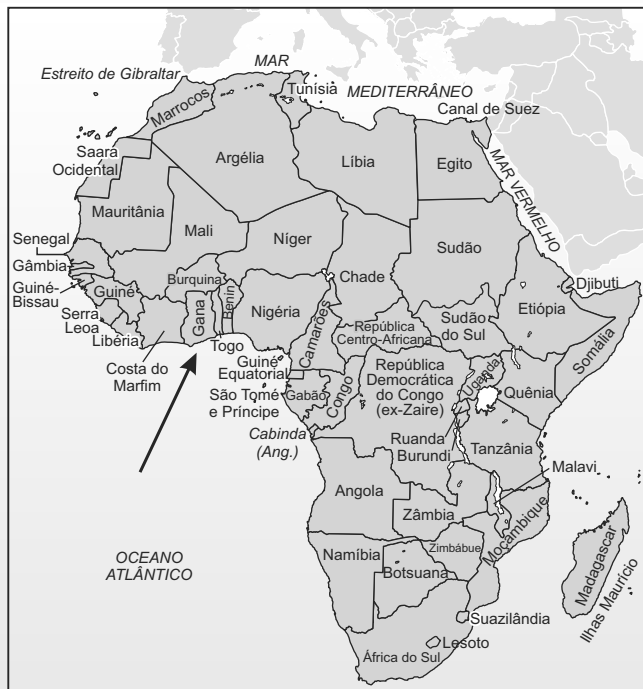 MAR
Estreito de Gibraltar
MEDITERRÂNEO
Tunísia
Canal de Suez
Marrocos
Saara
Ocidental
Argélia
Líbia
Egito
MAR VERMELHO
Mauritânia
Mali
Níger
Chade
Sudão
Senegal
Gâmbia
Guiné-
Bissau
Guiné
Burquina
Benin
Gana
Nigéria
Djibuti
Etiópia
Somália
Serra
Leoa
Libéria
Costa do
Marfim
Togo
Camarões
República
Centro-Africana
Sudão
do Sul
Guiné
Equatorial
São Tomé
e Príncipe
Gabão
Congo
República
Democrática
do Congo
(ex-Zaire)
Uganda
Quênia
Cabinda
(Ang.)
Ruanda
Burundi
Tanzânia
Malavi
Angola
Zâmbia
Moçambique
OCEANO
ATLÂNTICO
Namíbia
Zimbábue
Botsuana
Madagascar
Ilhas Maurício
Suazilândia
Lesoto
África do Sul